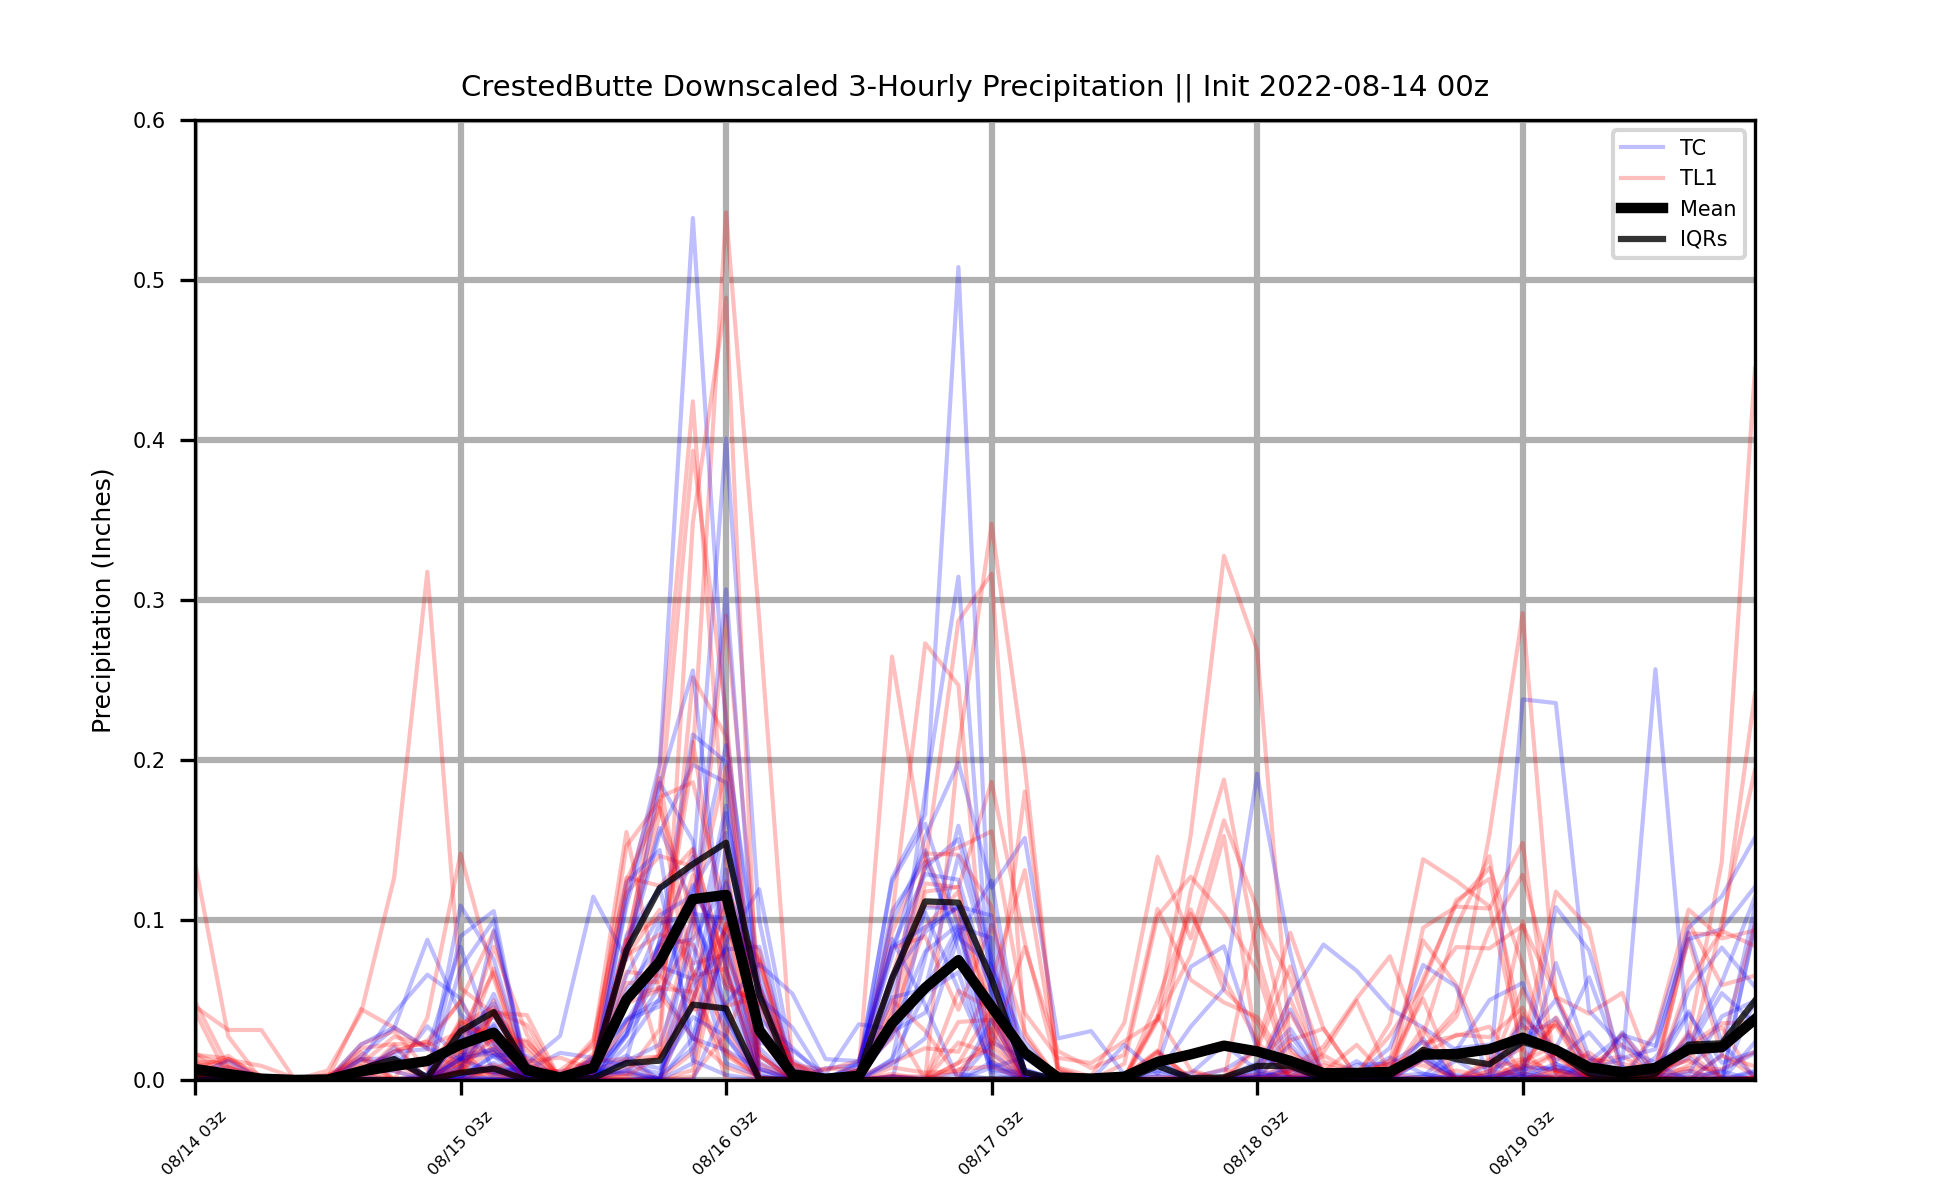 CrestedButte Downscaled 3-Hourly Precipitation || Init 2022-08-14 00z
TC
TL1
Mean
IQRs
Precipitation (Inches)
0.6
0.5
0.4
0.3
0.2
0.1
0.0
08/14 03z
08/15 03z
08/16 03z
08/17 03z
08/18 03z
08/19 03z